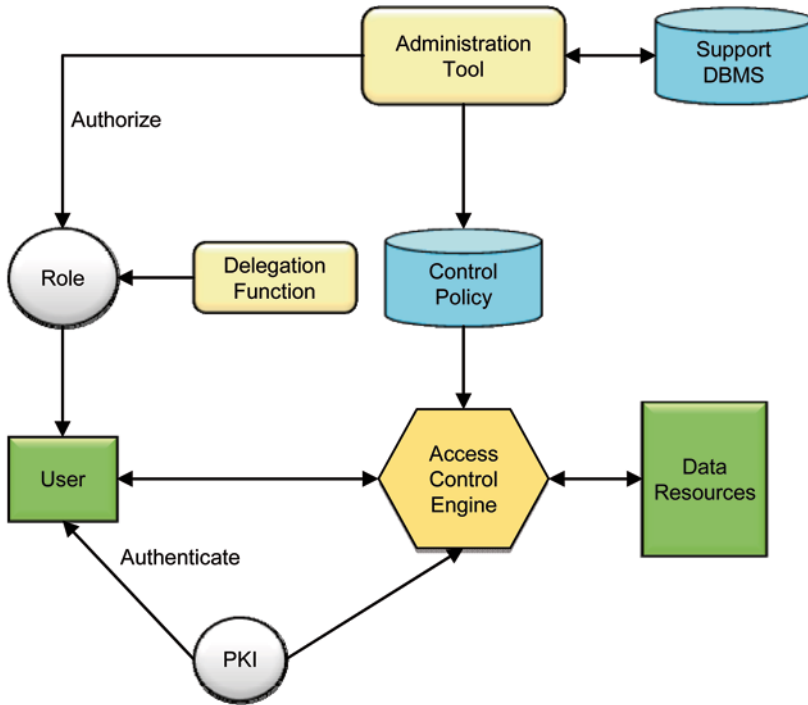 Administration
Tool
Support
DBMS
Authorize
Role
Delegation
Function
Control
Policy
User
Access
Control
Engine
Data
Resources
Authenticate
PKI